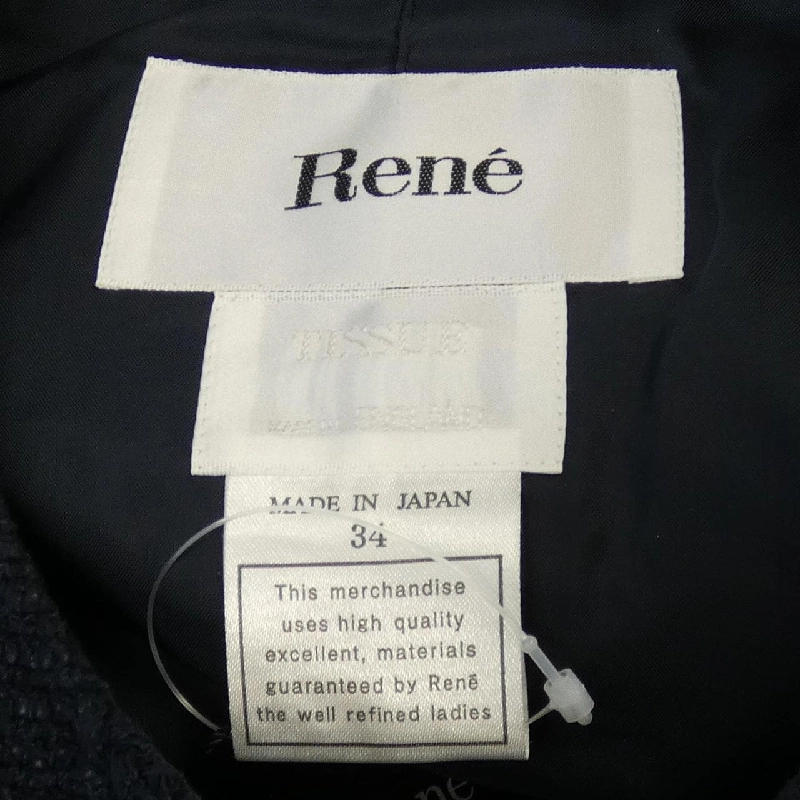 René
TISSUE
MADE IN JAPAN
34
This merchandise
uses high quality
excellent, materials
guaranteed by René
the well refined ladies